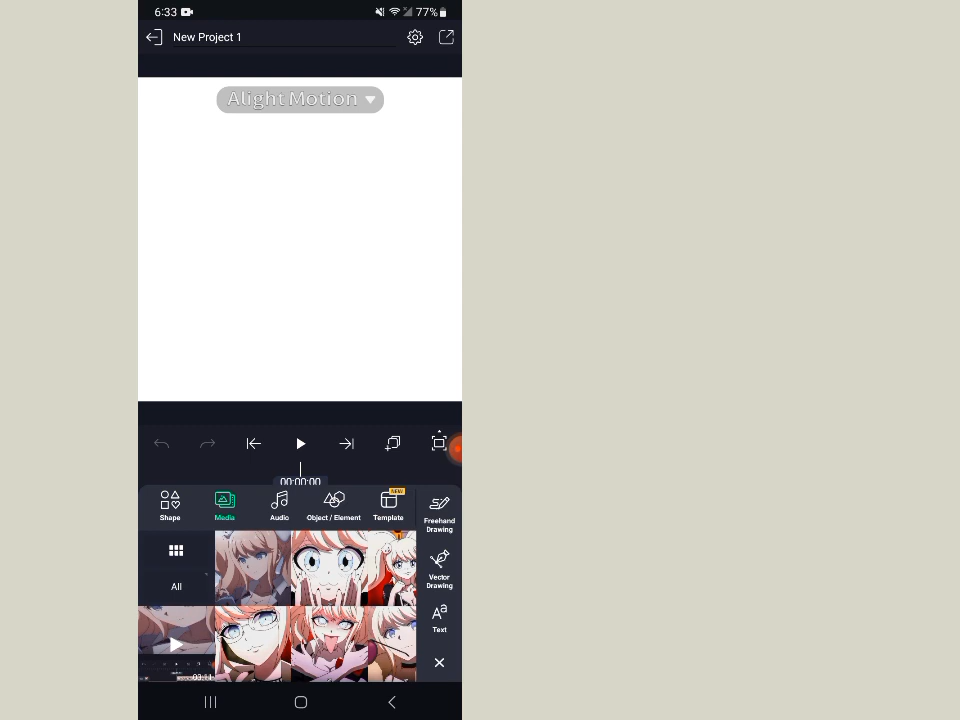 6:33
77%
New Project 1
Alight Motion
00:00:00
Shape
Media
Audio
Object / Element
NEW
Template
Freehand
Drawing
All
Vector
Drawing
Text